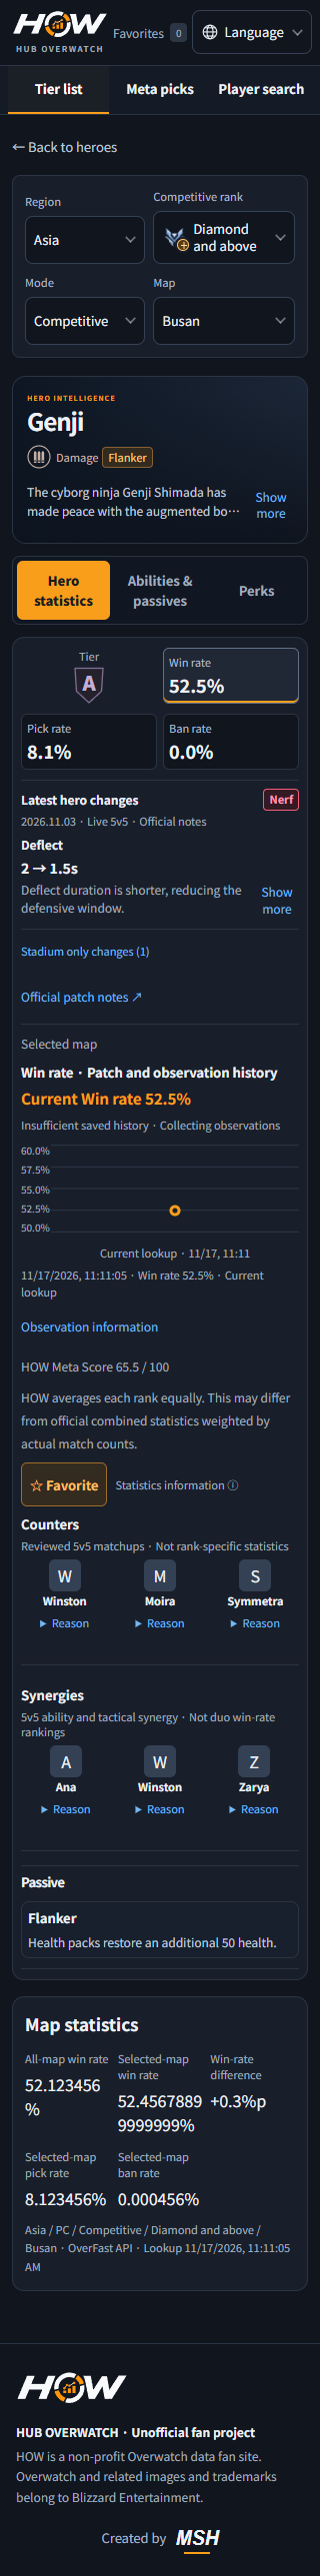 HOW
HUB OVERWATCH
Favorites 0
Language
Tier list
Meta picks
Player search
← Back to heroes
Region
Competitive rank
Asia
Diamond
and above
Mode
Map
Competitive
Busan
HERO INTELLIGENCE
Genji
Damage Flanker
The cyborg ninja Genji Shimada has
made peace with the augmented bo…
Show
more
Hero
statistics
Abilities &
passives
Perks
Tier
A
Win rate
52.5%
Pick rate
8.1%
Ban rate
0.0%
Latest hero changes
Nerf
2026.11.03 · Live 5v5 · Official notes
Deflect
2 → 1.5s
Deflect duration is shorter, reducing the
defensive window.
Show
more
Stadium only changes (1)
Official patch notes ↗
Selected map
Win rate · Patch and observation history
Current Win rate 52.5%
Insufficient saved history · Collecting observations
60.0%
57.5%
55.0%
52.5%
50.0%
Current lookup · 11/17, 11:11
11/17/2026, 11:11:05 · Win rate 52.5% · Current
lookup
Observation information
HOW Meta Score 65.5 / 100
HOW averages each rank equally. This may differ
from official combined statistics weighted by
actual match counts.
☆ Favorite
Statistics information ⓘ
Counters
Reviewed 5v5 matchups · Not rank-specific statistics
W M S
Winston Moira Symmetra
▶ Reason ▶ Reason ▶ Reason
Synergies
5v5 ability and tactical synergy · Not duo win-rate
rankings
A W Z
Ana Winston Zarya
▶ Reason ▶ Reason ▶ Reason
Passive
Flanker
Health packs restore an additional 50 health.
Map statistics
All-map win rate
52.123456
%
Selected-map
win rate
52.4567889
9999999%
Win-rate
difference
+0.3%p
Selected-map
pick rate
8.123456%
Selected-map
ban rate
0.000456%
Asia / PC / Competitive / Diamond and above /
Busan · OverFast API · Lookup 11/17/2026, 11:11:05
AM
HOW
HUB OVERWATCH · Unofficial fan project
HOW is a non-profit Overwatch data fan site.
Overwatch and related images and trademarks
belong to Blizzard Entertainment.
Created by MSH